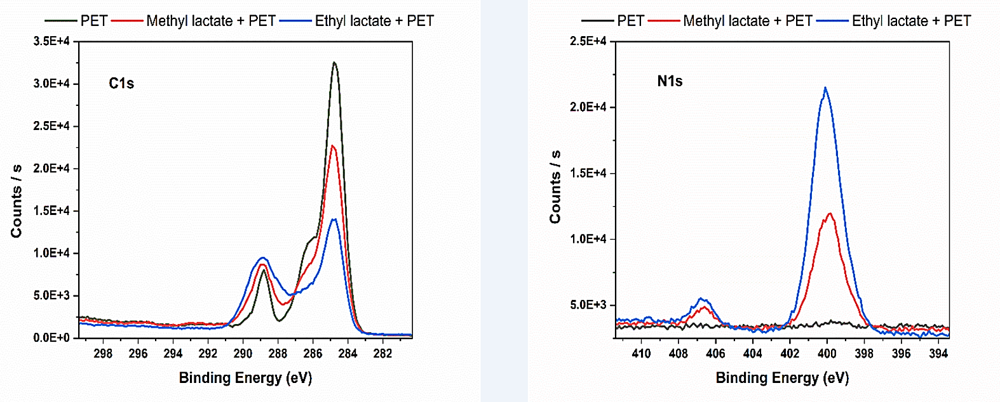 PET Methyl lactate + PET Ethyl lactate + PET
3.5E+4
3.0E+4
2.5E+4
2.0E+4
1.5E+4
1.0E+4
5.0E+3
0.0E+0
C1s
Counts / s
298 296 294 292 290 288 286 284 282
Binding Energy (eV)
PET Methyl lactate + PET Ethyl lactate + PET
2.5E+4
2.0E+4
1.5E+4
1.0E+4
5.0E+3
N1s
Counts / s
410 408 406 404 402 400 398 396 394
Binding Energy (eV)